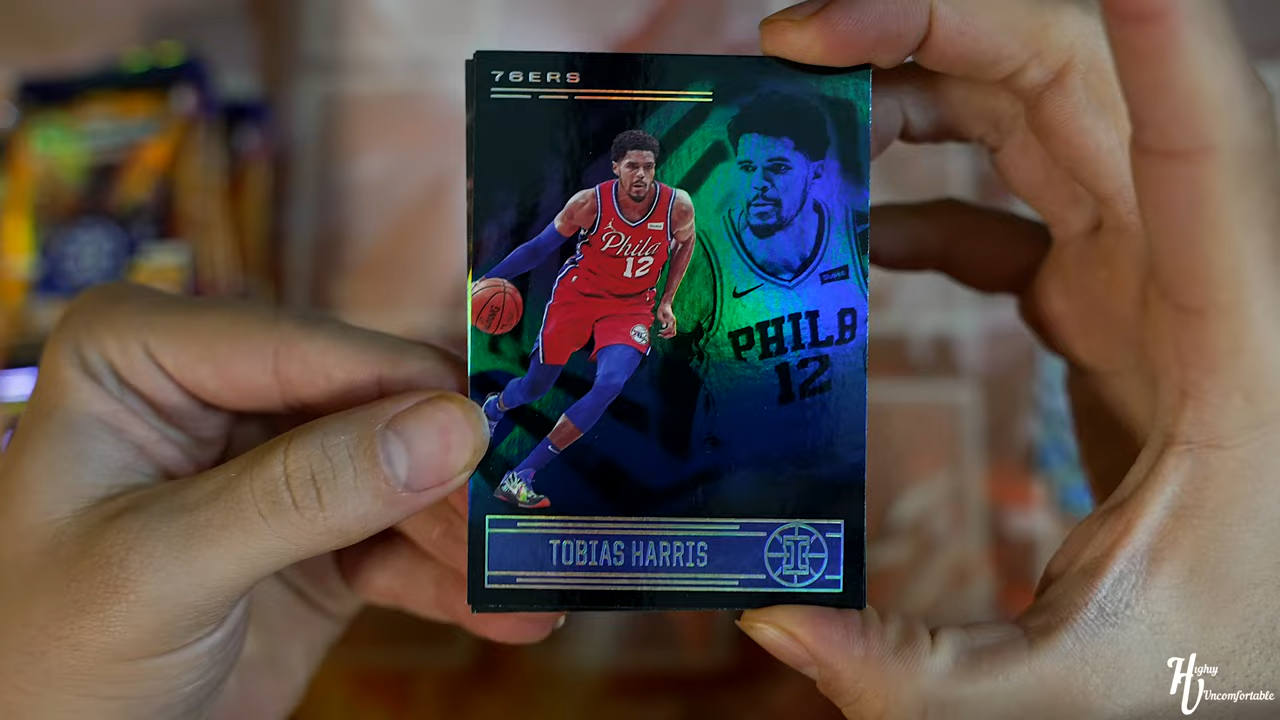 76ERS
Phila
12
PHILA
12
TOBIAS HARRIS
Highly
Uncomfortable